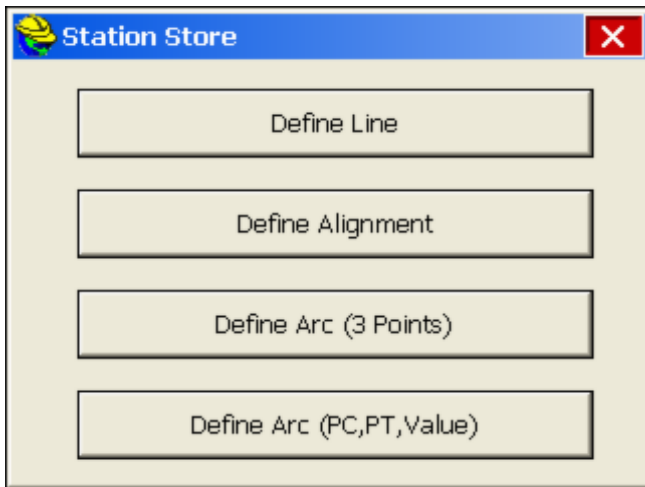 Station Store
Define Line
Define Alignment
Define Arc (3 Points)
Define Arc (PC,PT,Value)